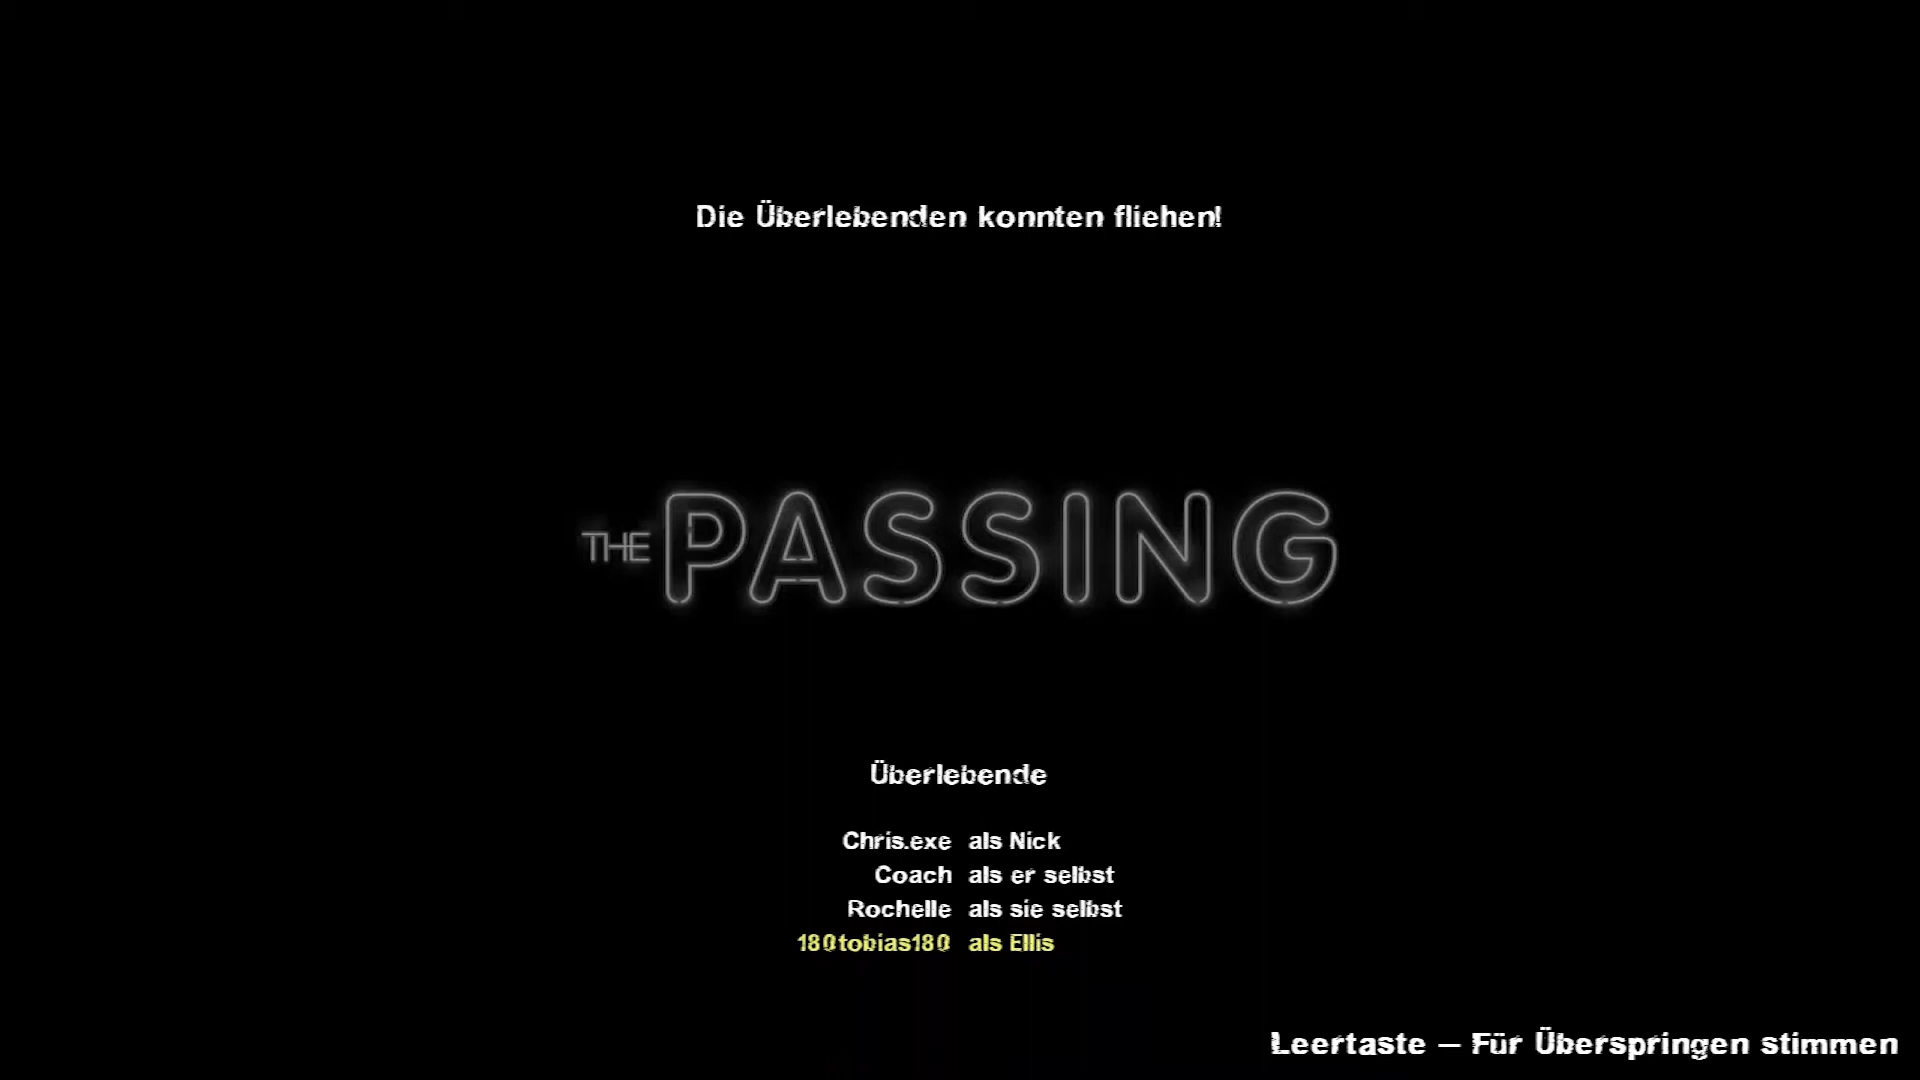 Die Überlebenden konnten fliehen!
THE PASSING
Überlebende
Chris.exe als Nick
Coach als er selbst
Rochelle als sie selbst
180tobias180 als Ellis
Leertaste – Für Überspringen stimmen